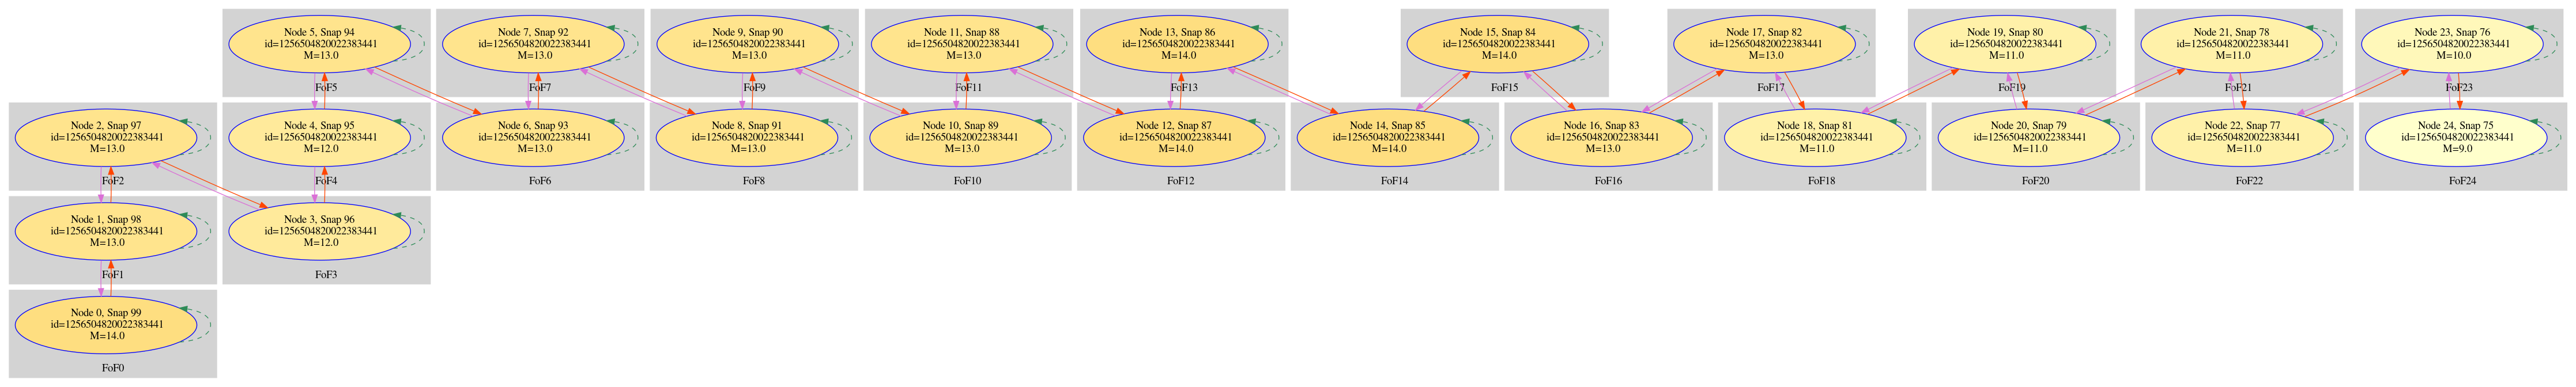 Node 5, Snap 94
id=1256504820022383441
M=13.0
FoF5
Node 7, Snap 92
id=1256504820022383441
M=13.0
FoF7
Node 9, Snap 90
id=1256504820022383441
M=13.0
FoF9
Node 11, Snap 88
id=1256504820022383441
M=13.0
FoF11
Node 13, Snap 86
id=1256504820022383441
M=14.0
FoF13
Node 15, Snap 84
id=1256504820022383441
M=14.0
FoF15
Node 17, Snap 82
id=1256504820022383441
M=13.0
FoF17
Node 19, Snap 80
id=1256504820022383441
M=11.0
FoF19
Node 21, Snap 78
id=1256504820022383441
M=11.0
FoF21
Node 23, Snap 76
id=1256504820022383441
M=10.0
FoF23
Node 2, Snap 97
id=1256504820022383441
M=13.0
FoF2
Node 4, Snap 95
id=1256504820022383441
M=12.0
FoF4
Node 6, Snap 93
id=1256504820022383441
M=13.0
FoF6
Node 8, Snap 91
id=1256504820022383441
M=13.0
FoF8
Node 10, Snap 89
id=1256504820022383441
M=13.0
FoF10
Node 12, Snap 87
id=1256504820022383441
M=14.0
FoF12
Node 14, Snap 85
id=1256504820022383441
M=14.0
FoF14
Node 16, Snap 83
id=1256504820022383441
M=13.0
FoF16
Node 18, Snap 81
id=1256504820022383441
M=11.0
FoF18
Node 20, Snap 79
id=1256504820022383441
M=11.0
FoF20
Node 22, Snap 77
id=1256504820022383441
M=11.0
FoF22
Node 24, Snap 75
id=1256504820022383441
M=9.0
FoF24
Node 1, Snap 98
id=1256504820022383441
M=13.0
FoF1
Node 3, Snap 96
id=1256504820022383441
M=12.0
FoF3
Node 0, Snap 99
id=1256504820022383441
M=14.0
FoF0